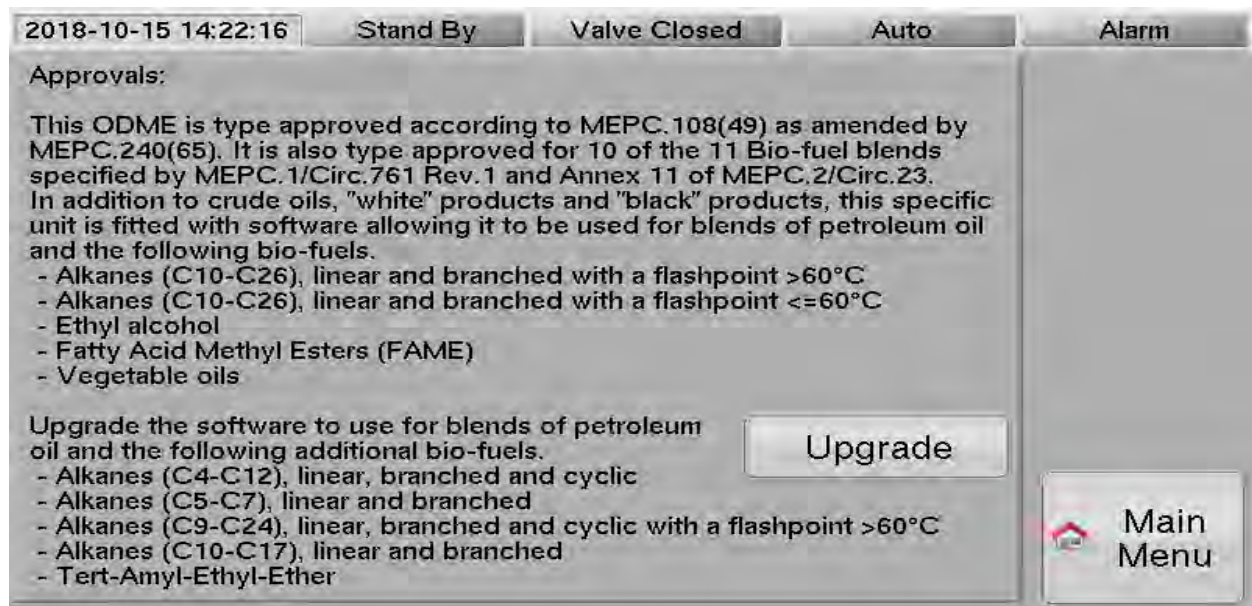 2018-10-15 14:22:16 Stand By Valve Closed Auto Alarm
Approvals:
This ODME is type approved according to MEPC.108(49) as amended by
MEPC.240(65). It is also type approved for 10 of the 11 Bio-fuel blends
specified by MEPC.1/Circ.761 Rev.1 and Annex 11 of MEPC.2/Circ.23.
In addition to crude oils, "white" products and "black" products, this specific
unit is fitted with software allowing it to be used for blends of petroleum oil
and the following bio-fuels.
- Alkanes (C10-C26), linear and branched with a flashpoint >60°C
- Alkanes (C10-C26), linear and branched with a flashpoint <=60°C
- Ethyl alcohol
- Fatty Acid Methyl Esters (FAME)
- Vegetable oils
Upgrade the software to use for blends of petroleum
oil and the following additional bio-fuels.
- Alkanes (C4-C12), linear, branched and cyclic
- Alkanes (C5-C7), linear and branched
- Alkanes (C9-C24), linear, branched and cyclic with a flashpoint >60°C
- Alkanes (C10-C17), linear and branched
- Tert-Amyl-Ethyl-Ether
Upgrade
Main
Menu